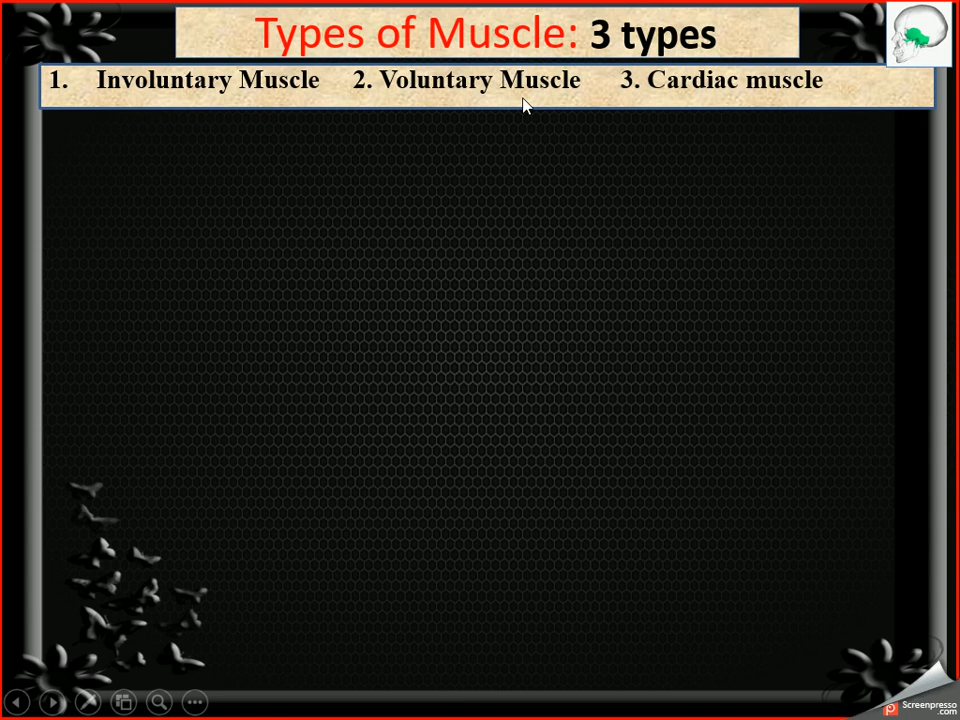 Types of Muscle: 3 types
1. Involuntary Muscle 2. Voluntary Muscle 3. Cardiac muscle
Screenpresso
.com